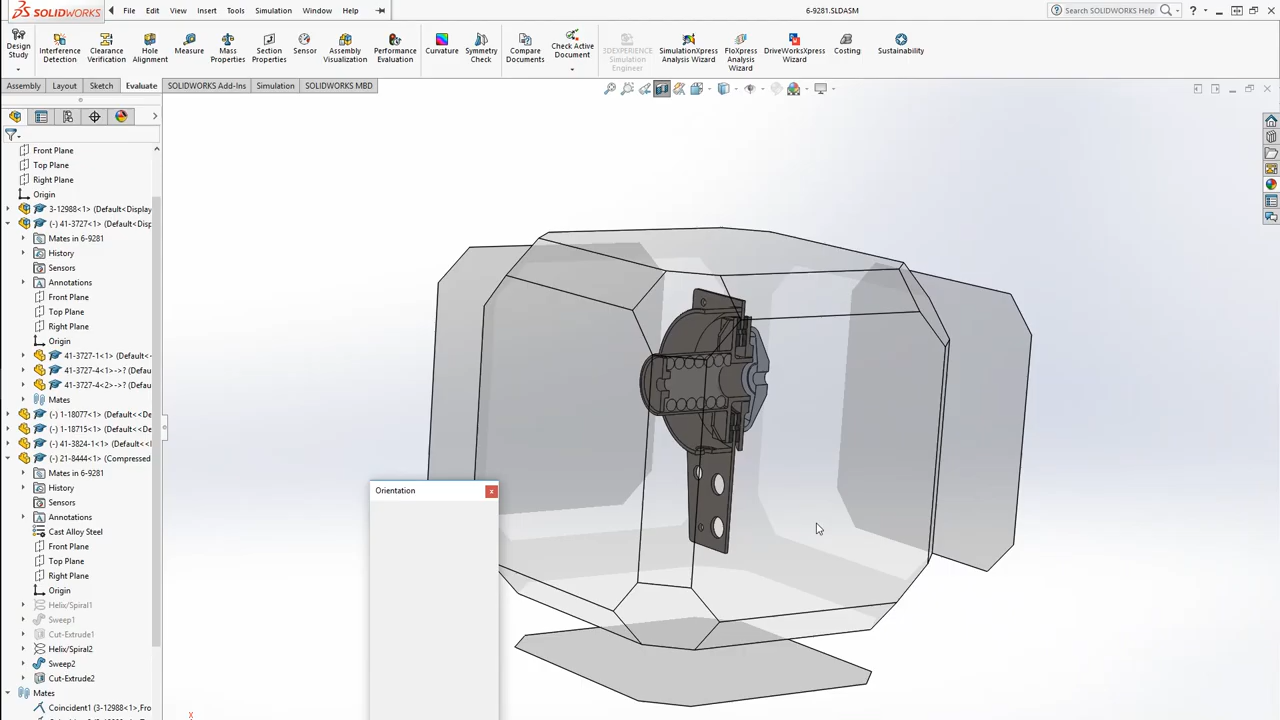 SOLIDWORKS File Edit View Insert Tools Simulation Window Help 6-9281.SLDASM Search SOLIDWORKS Help ?
Design Study Interference Detection Clearance Verification Hole Alignment Measure Mass Properties Section Properties Sensor Assembly Visualization Performance Evaluation Curvature Symmetry Check Compare Documents Check Active Document 3DEXPERIENCE Simulation Engineer SimulationXpress Analysis Wizard FloXpress Analysis Wizard DriveWorksXpress Wizard Costing Sustainability
Assembly Layout Sketch Evaluate SOLIDWORKS Add-Ins Simulation SOLIDWORKS MBD
Front Plane
Top Plane
Right Plane
Origin
3-12988<1> (Default<Display
(-) 41-3727<1> (Default<Disp
Mates in 6-9281
History
Sensors
Annotations
Front Plane
Top Plane
Right Plane
Origin
41-3727-1<1> (Default<
41-3727-4<1>->? (Defaul
41-3727-4<2>->? (Defaul
Mates
(-) 1-18077<1> (Default<<De
(-) 1-18715<1> (Default<<De
(-) 41-3824-1<1> (Default<<
(-) 21-8444<1> (Compressed
Mates in 6-9281
History
Sensors
Annotations
Cast Alloy Steel
Front Plane
Top Plane
Right Plane
Origin
Helix/Spiral1
Sweep1
Cut-Extrude1
Helix/Spiral2
Sweep2
Cut-Extrude2
Mates
Coincident1 (3-12988<1>,Fro
Orientation x
X